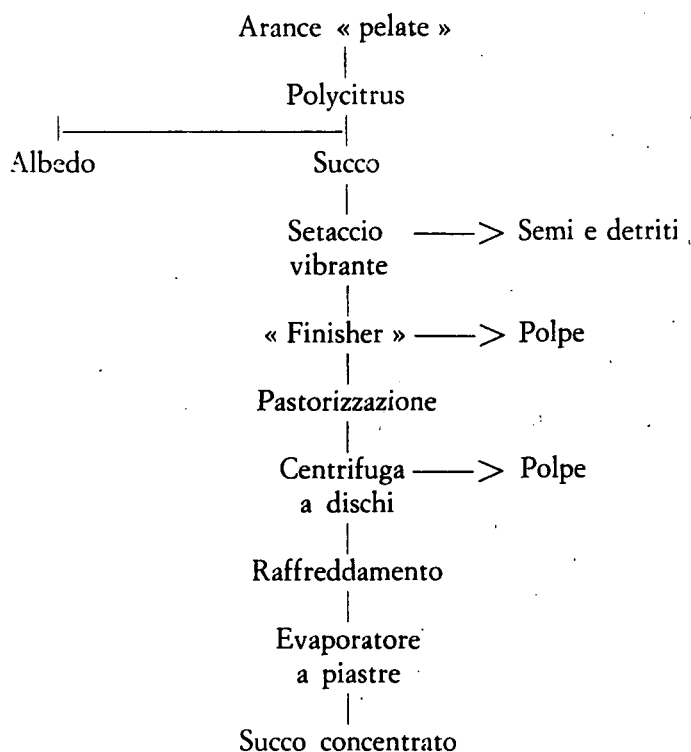 Arance « pelate »
Polycitrus
Albedo Succo
Setaccio vibrante Semi e detriti
« Finisher » Polpe
Pastorizzazione
Centrifuga a dischi Polpe
Raffreddamento
Evaporatore
a piastre
Succo concentrato